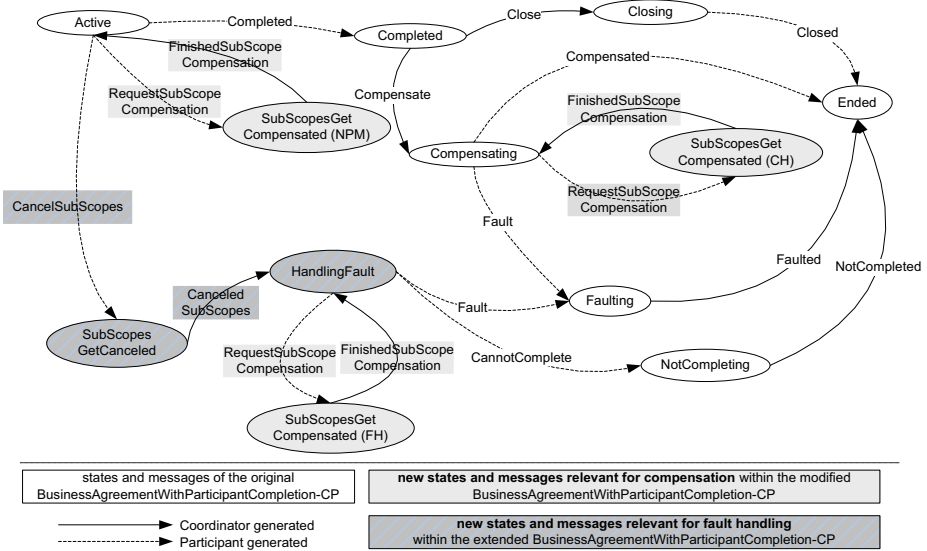 Active
Completed
Completed
Close
Closing
Closed
FinishedSubScope
Compensation
Compensated
RequestSubScope
Compensation
Compensate
FinishedSubScope
Compensation
Ended
SubScopesGet
Compensated (NPM)
Compensating
SubScopesGet
Compensated (CH)
CancelSubScopes
RequestSubScope
Compensation
Fault
HandlingFault
Faulted
NotCompleted
Canceled
SubScopes
Fault
Faulting
SubScopes
GetCanceled
RequestSubScope
Compensation
FinishedSubScope
Compensation
CannotComplete
NotCompleting
SubScopesGet
Compensated (FH)
states and messages of the original
BusinessAgreementWithParticipantCompletion-CP
new states and messages relevant for compensation within the modified
BusinessAgreementWithParticipantCompletion-CP
Coordinator generated
Participant generated
new states and messages relevant for fault handling
within the extended BusinessAgreementWithParticipantCompletion-CP